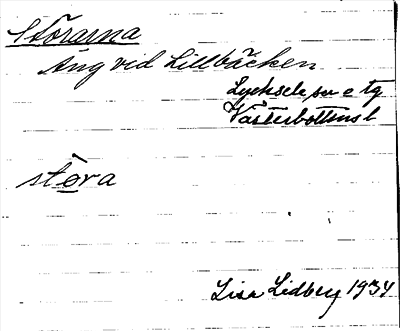 Störarna
Äng vid Lillbäcken
Lycksele sn o tg
Västerbottens l
störa
Lisa Lidberg 1934